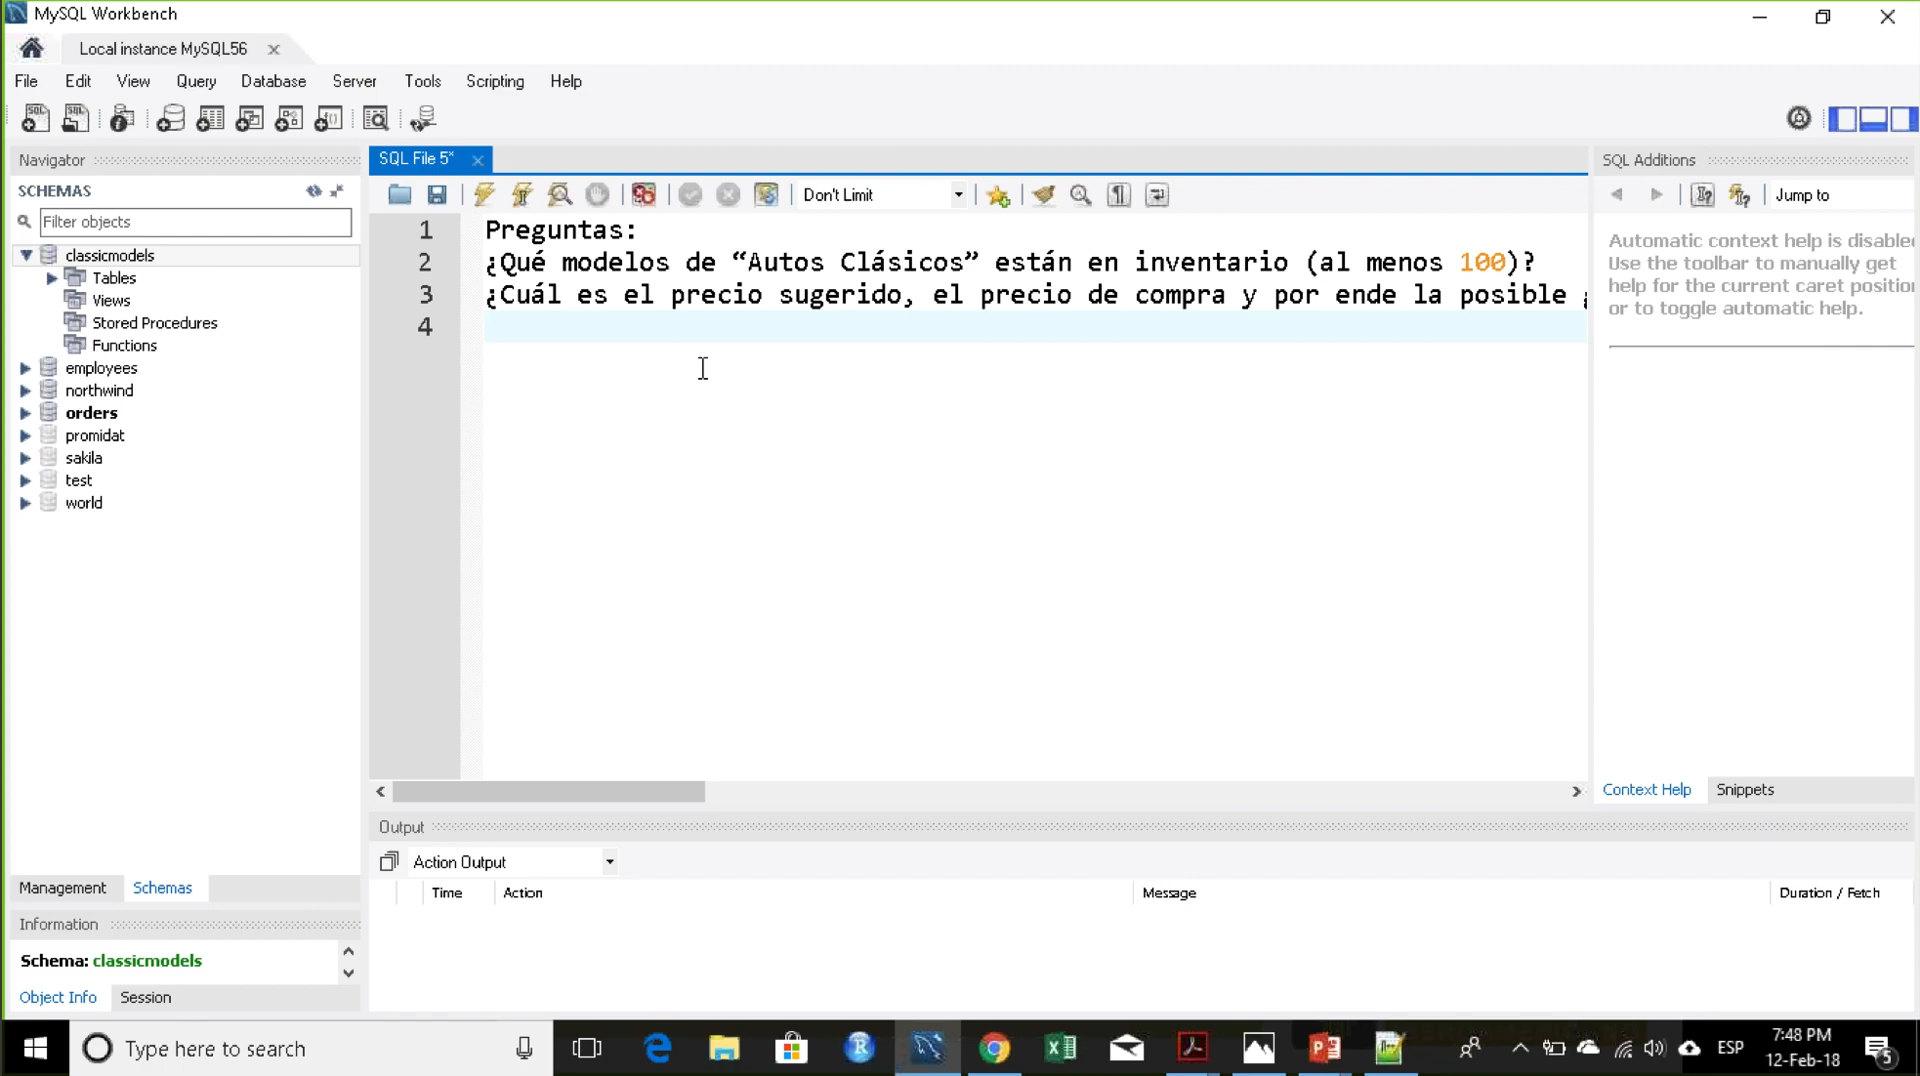 MySQL Workbench
Local instance MySQL56
File Edit View Query Database Server Tools Scripting Help
Navigator
SCHEMAS
Filter objects
classicmodels
Tables
Views
Stored Procedures
Functions
employees
northwind
orders
promidat
sakila
test
world
Management Schemas
Information
Schema: classicmodels
Object Info Session
SQL File 5*
Don't Limit
1 Preguntas:
2 ¿Qué modelos de “Autos Clásicos” están en inventario (al menos 100)?
3 ¿Cuál es el precio sugerido, el precio de compra y por ende la posible
4
SQL Additions
Jump to
Automatic context help is disabled
Use the toolbar to manually get
help for the current caret position
or to toggle automatic help.
Context Help Snippets
Output
Action Output
Time Action Message Duration / Fetch
Type here to search
ESP
7:48 PM
12-Feb-18
5